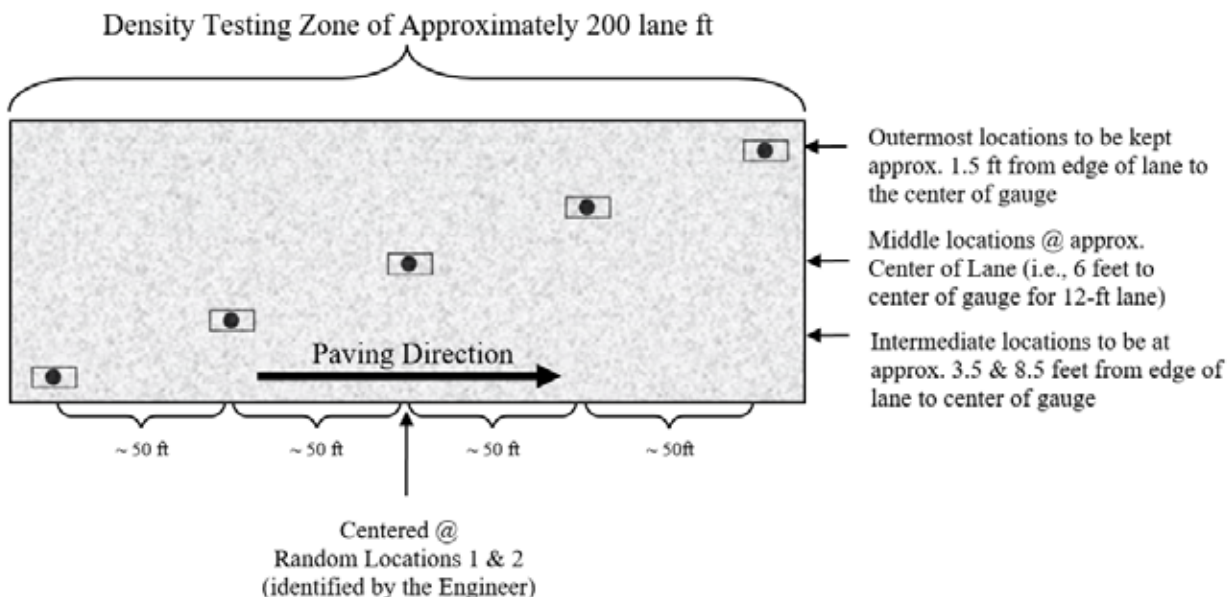 Density Testing Zone of Approximately 200 lane ft
Outermost locations to be kept
approx. 1.5 ft from edge of lane to
the center of gauge
Middle locations @ approx.
Center of Lane (i.e., 6 feet to
center of gauge for 12-ft lane)
Intermediate locations to be at
approx. 3.5 & 8.5 feet from edge of
lane to center of gauge
Paving Direction
~ 50 ft
~ 50 ft
~ 50 ft
~ 50ft
Centered @
Random Locations 1 & 2
(identified by the Engineer)